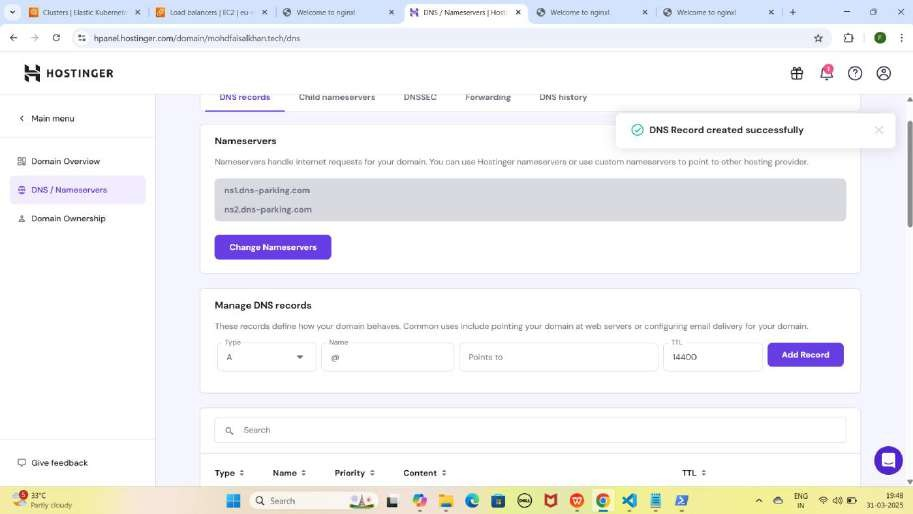 Clusters | Elastic Kubernet
Load balancers | EC2 | eu-
Welcome to nginx!
DNS / Nameservers | Host
Welcome to nginx!
Welcome to nginx!
hpanel.hostinger.com/domain/mohdfaisalkhan.tech/dns
F
HOSTINGER
1
Main menu
Domain Overview
DNS / Nameservers
Domain Ownership
Give feedback
DNS records Child nameservers DNSSEC Forwarding DNS history
DNS Record created successfully
Nameservers
Nameservers handle internet requests for your domain. You can use Hostinger nameservers or use custom nameservers to point to other hosting provider.
ns1.dns-parking.com
ns2.dns-parking.com
Change Nameservers
Manage DNS records
These records define how your domain behaves. Common uses include pointing your domain at web servers or configuring email delivery for your domain.
Type Name TTL
A @ Points to 14400 Add Record
Search
Type Name Priority Content TTL
5
33°C
Partly cloudy
Search
DELL
ENG
IN
19:48
31-03-2025